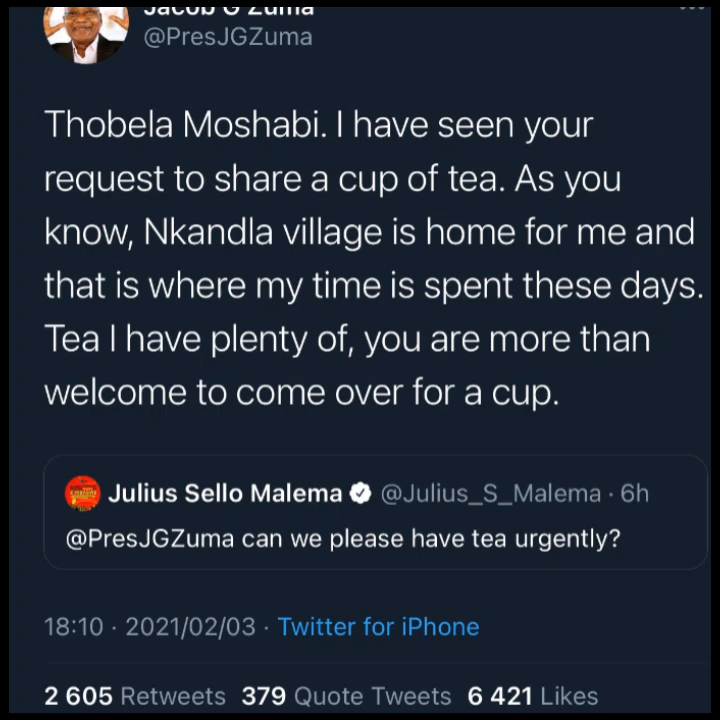 Jacob G Zuma
@PresJGZuma
Thobela Moshabi. I have seen your
request to share a cup of tea. As you
know, Nkandla village is home for me and
that is where my time is spent these days.
Tea I have plenty of, you are more than
welcome to come over for a cup.
Julius Sello Malema @Julius_S_Malema · 6h
@PresJGZuma can we please have tea urgently?
18:10 · 2021/02/03 · Twitter for iPhone
2 605 Retweets 379 Quote Tweets 6 421 Likes